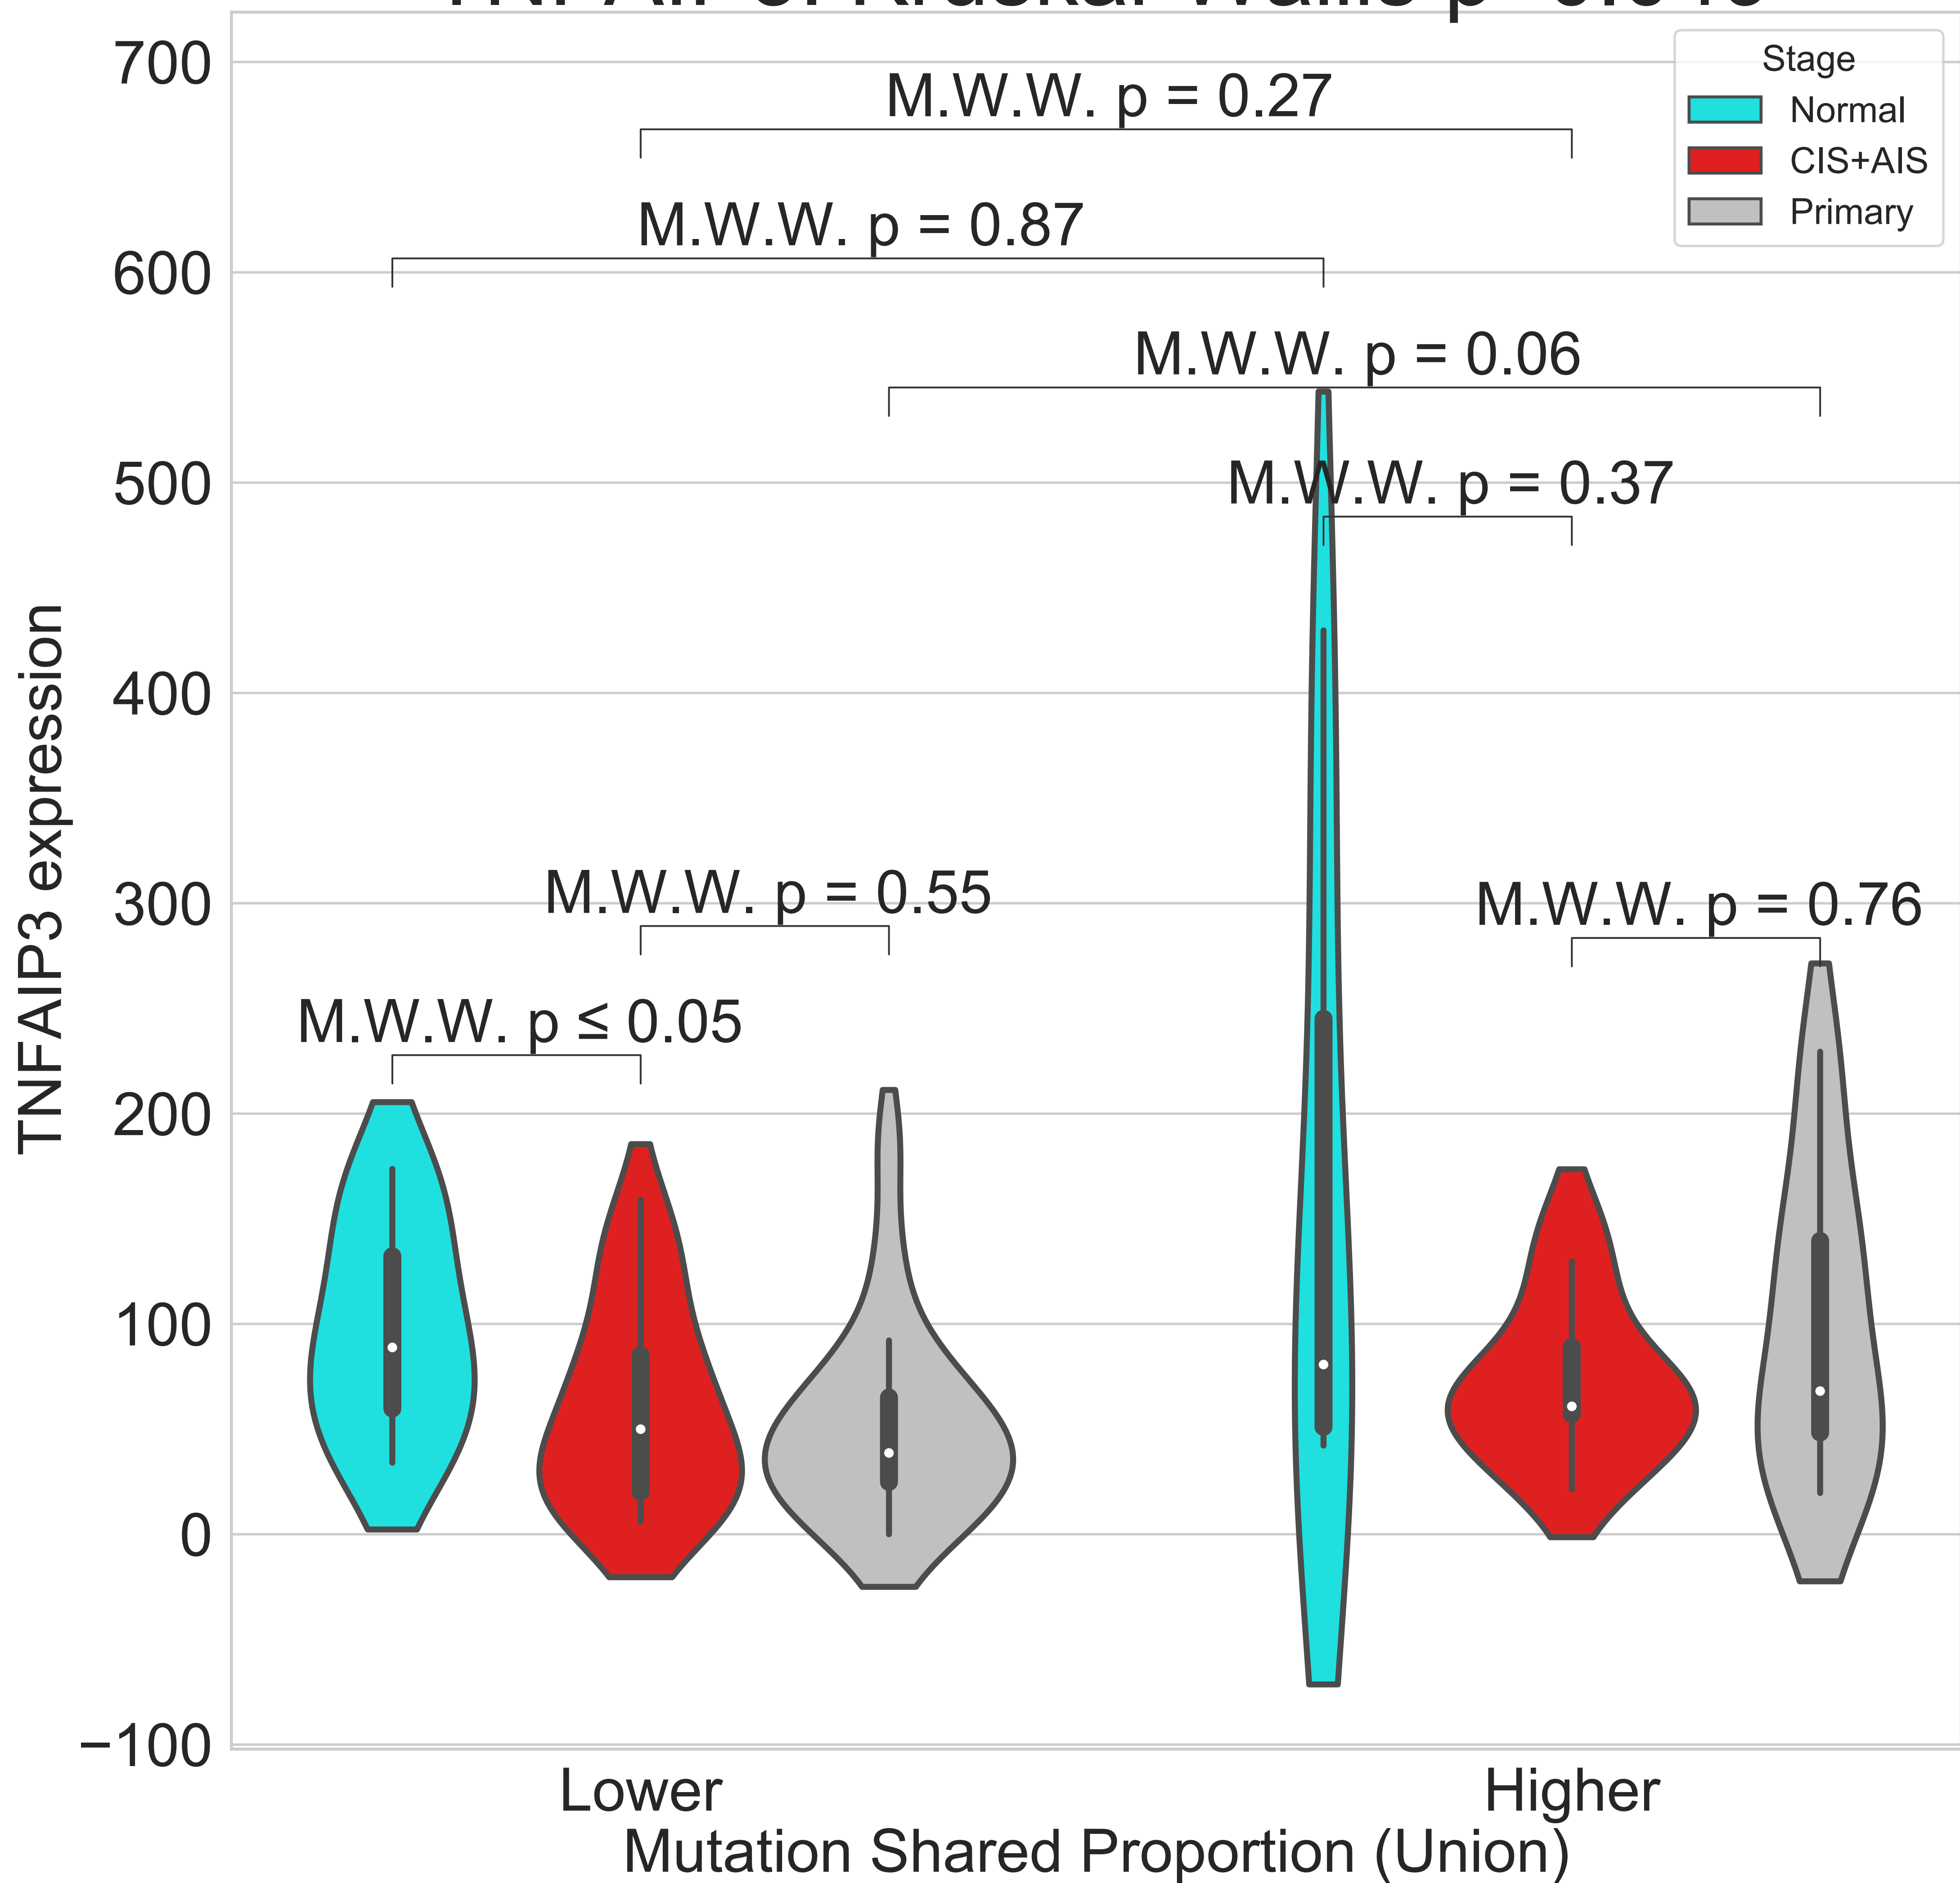 700
600
500
400
300
200
100
0
−100
TNFAIP3 expression
Stage
Normal
CIS+AIS
Primary
M.W.W. p = 0.27
M.W.W. p = 0.87
M.W.W. p = 0.06
M.W.W. p = 0.37
M.W.W. p = 0.55
M.W.W. p = 0.76
M.W.W. p ≤ 0.05
Lower
Higher
Mutation Shared Proportion (Union)